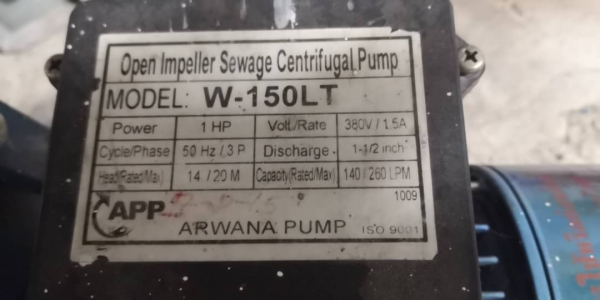 Open Impeller Sewage Centrifugal Pump
MODEL: W-150LT
Power 1 HP Volt./Rate 380V / 1.5A
Cycle/Phase 50 Hz / 3 P Discharge 1-1/2 inch
Head(Rated/Max) 14 / 20 M Capacity(Rated/Max) 140 / 260 LPM
1009
APP
ARWANA PUMP ISO 9001